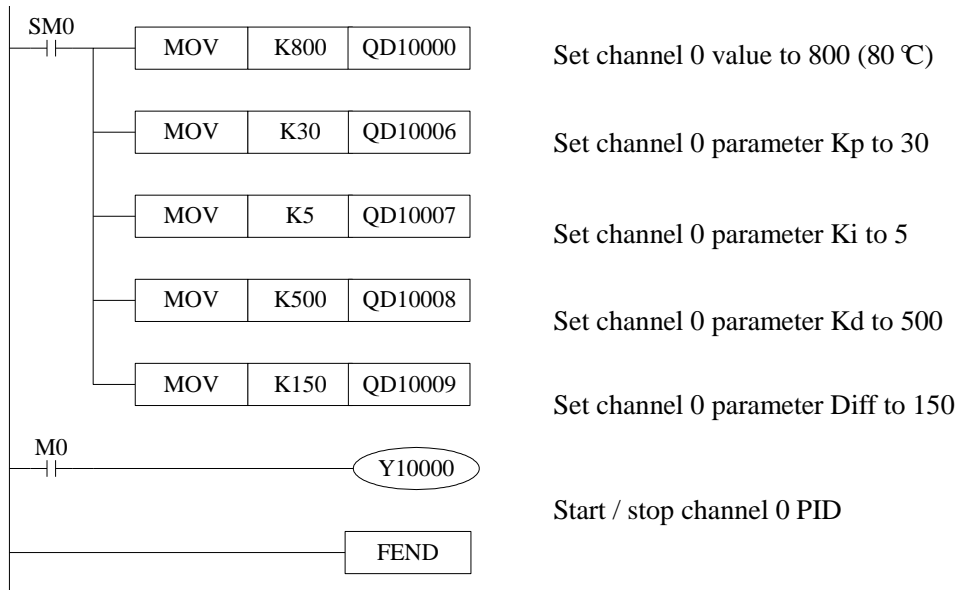 SM0
MOV K800 QD10000
Set channel 0 value to 800 (80 ℃)
MOV K30 QD10006
Set channel 0 parameter Kp to 30
MOV K5 QD10007
Set channel 0 parameter Ki to 5
MOV K500 QD10008
Set channel 0 parameter Kd to 500
MOV K150 QD10009
Set channel 0 parameter Diff to 150
M0
Y10000
Start / stop channel 0 PID
FEND